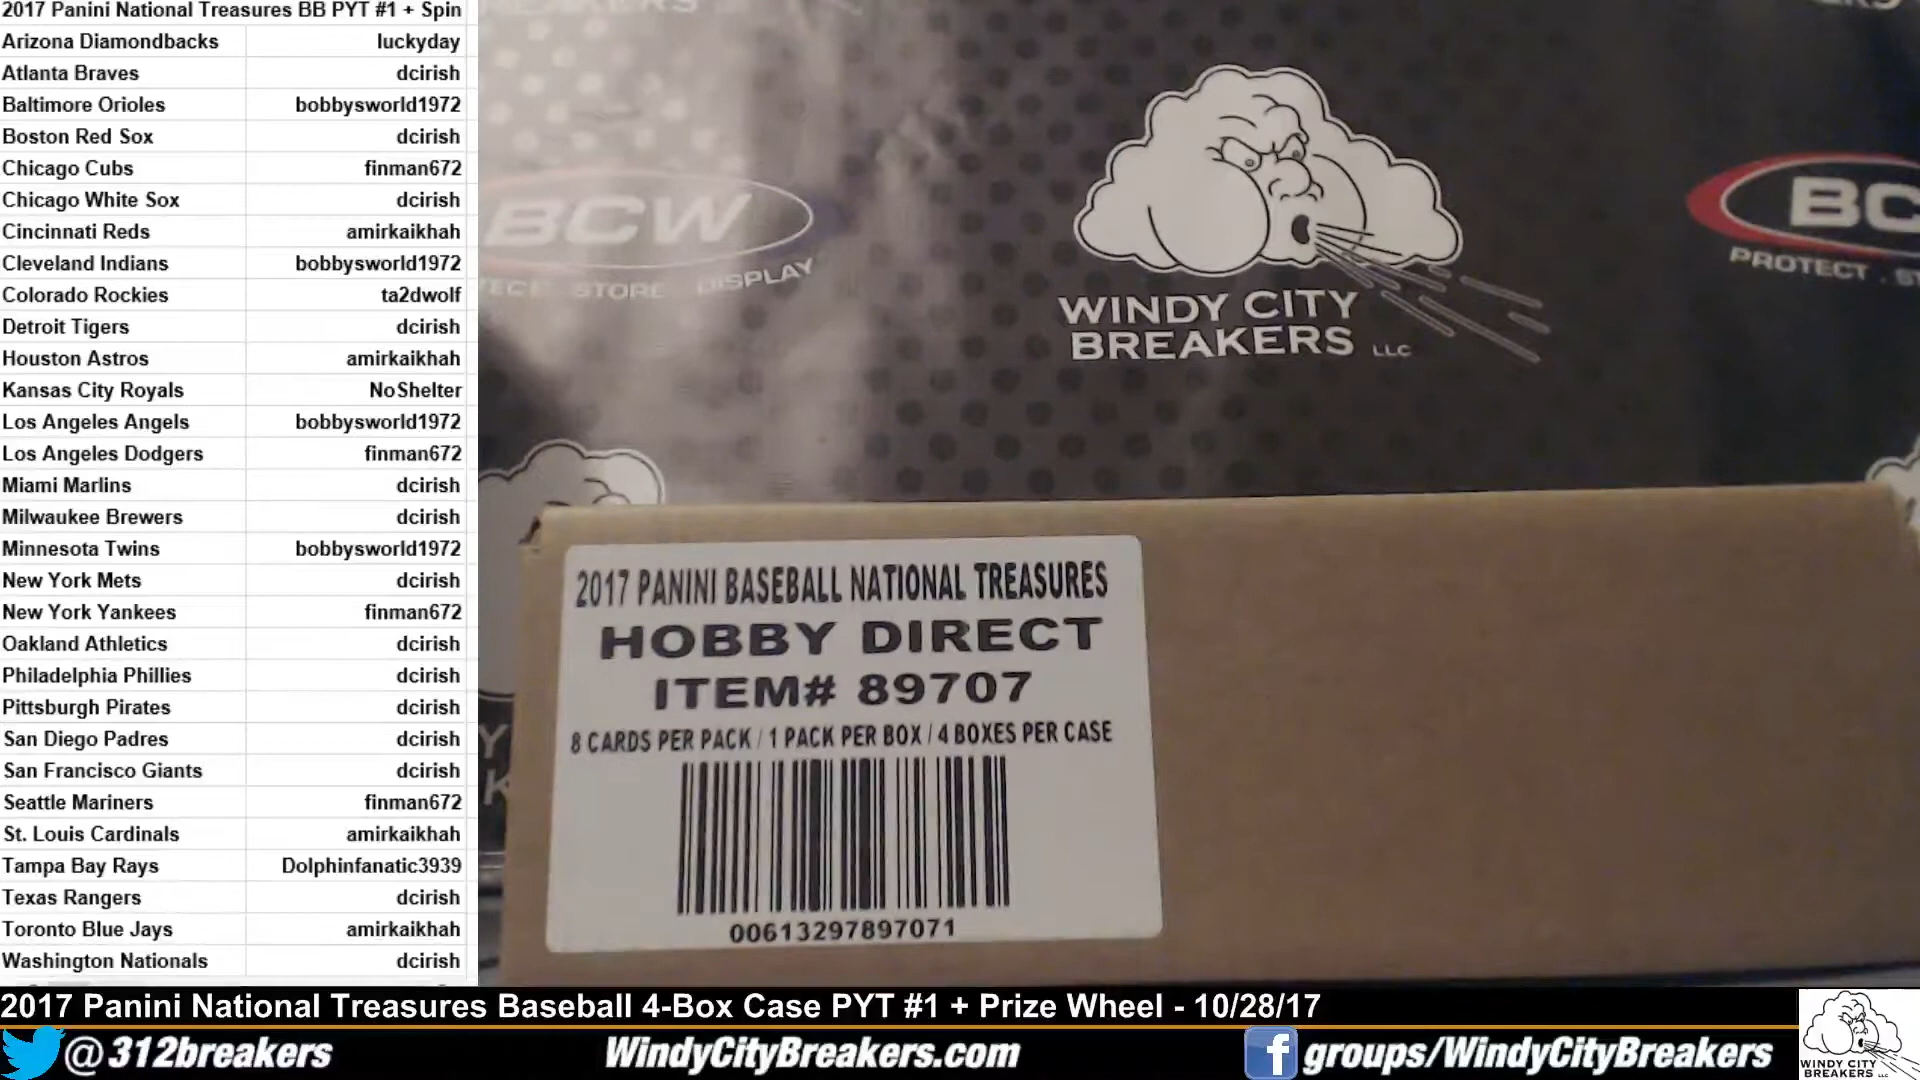 2017 Panini National Treasures BB PYT #1 + Spin
Arizona Diamondbacks luckyday
Atlanta Braves dcirish
Baltimore Orioles bobbysworld1972
Boston Red Sox dcirish
Chicago Cubs finman672
Chicago White Sox dcirish
Cincinnati Reds amirkaikhah
Cleveland Indians bobbysworld1972
Colorado Rockies ta2dwolf
Detroit Tigers dcirish
Houston Astros amirkaikhah
Kansas City Royals NoShelter
Los Angeles Angels bobbysworld1972
Los Angeles Dodgers finman672
Miami Marlins dcirish
Milwaukee Brewers dcirish
Minnesota Twins bobbysworld1972
New York Mets dcirish
New York Yankees finman672
Oakland Athletics dcirish
Philadelphia Phillies dcirish
Pittsburgh Pirates dcirish
San Diego Padres dcirish
San Francisco Giants dcirish
Seattle Mariners finman672
St. Louis Cardinals amirkaikhah
Tampa Bay Rays Dolphinfanatic3939
Texas Rangers dcirish
Toronto Blue Jays amirkaikhah
Washington Nationals dcirish
BCW
STORE DISPLAY
WINDY CITY
BREAKERS LLC
BC
PROTECT . ST
2017 PANINI BASEBALL NATIONAL TREASURES
HOBBY DIRECT
ITEM# 89707
8 CARDS PER PACK / 1 PACK PER BOX / 4 BOXES PER CASE
00613297897071
2017 Panini National Treasures Baseball 4-Box Case PYT #1 + Prize Wheel - 10/28/17
@312breakers
WindyCityBreakers.com
f groups/WindyCityBreakers
WINDY CITY
BREAKERS LLC